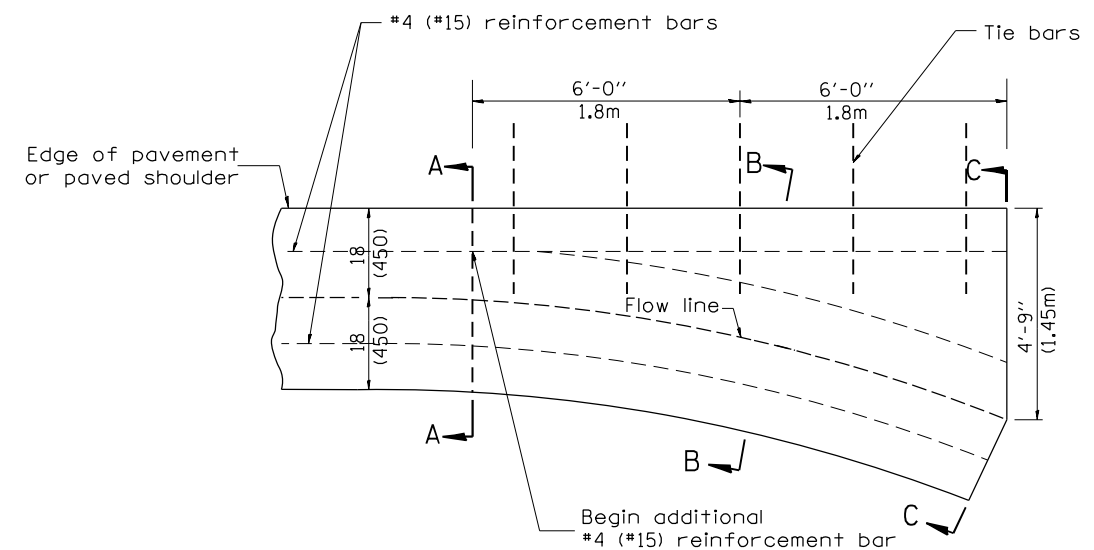 #4 (#15) reinforcement bars
Tie bars
6'-0''
1.8m
6'-0''
1.8m
Edge of pavement
or paved shoulder
A
B
C
18
(450)
18
(450)
Flow line
4'-9''
(1.45m)
A
B
C
Begin additional
#4 (#15) reinforcement bar